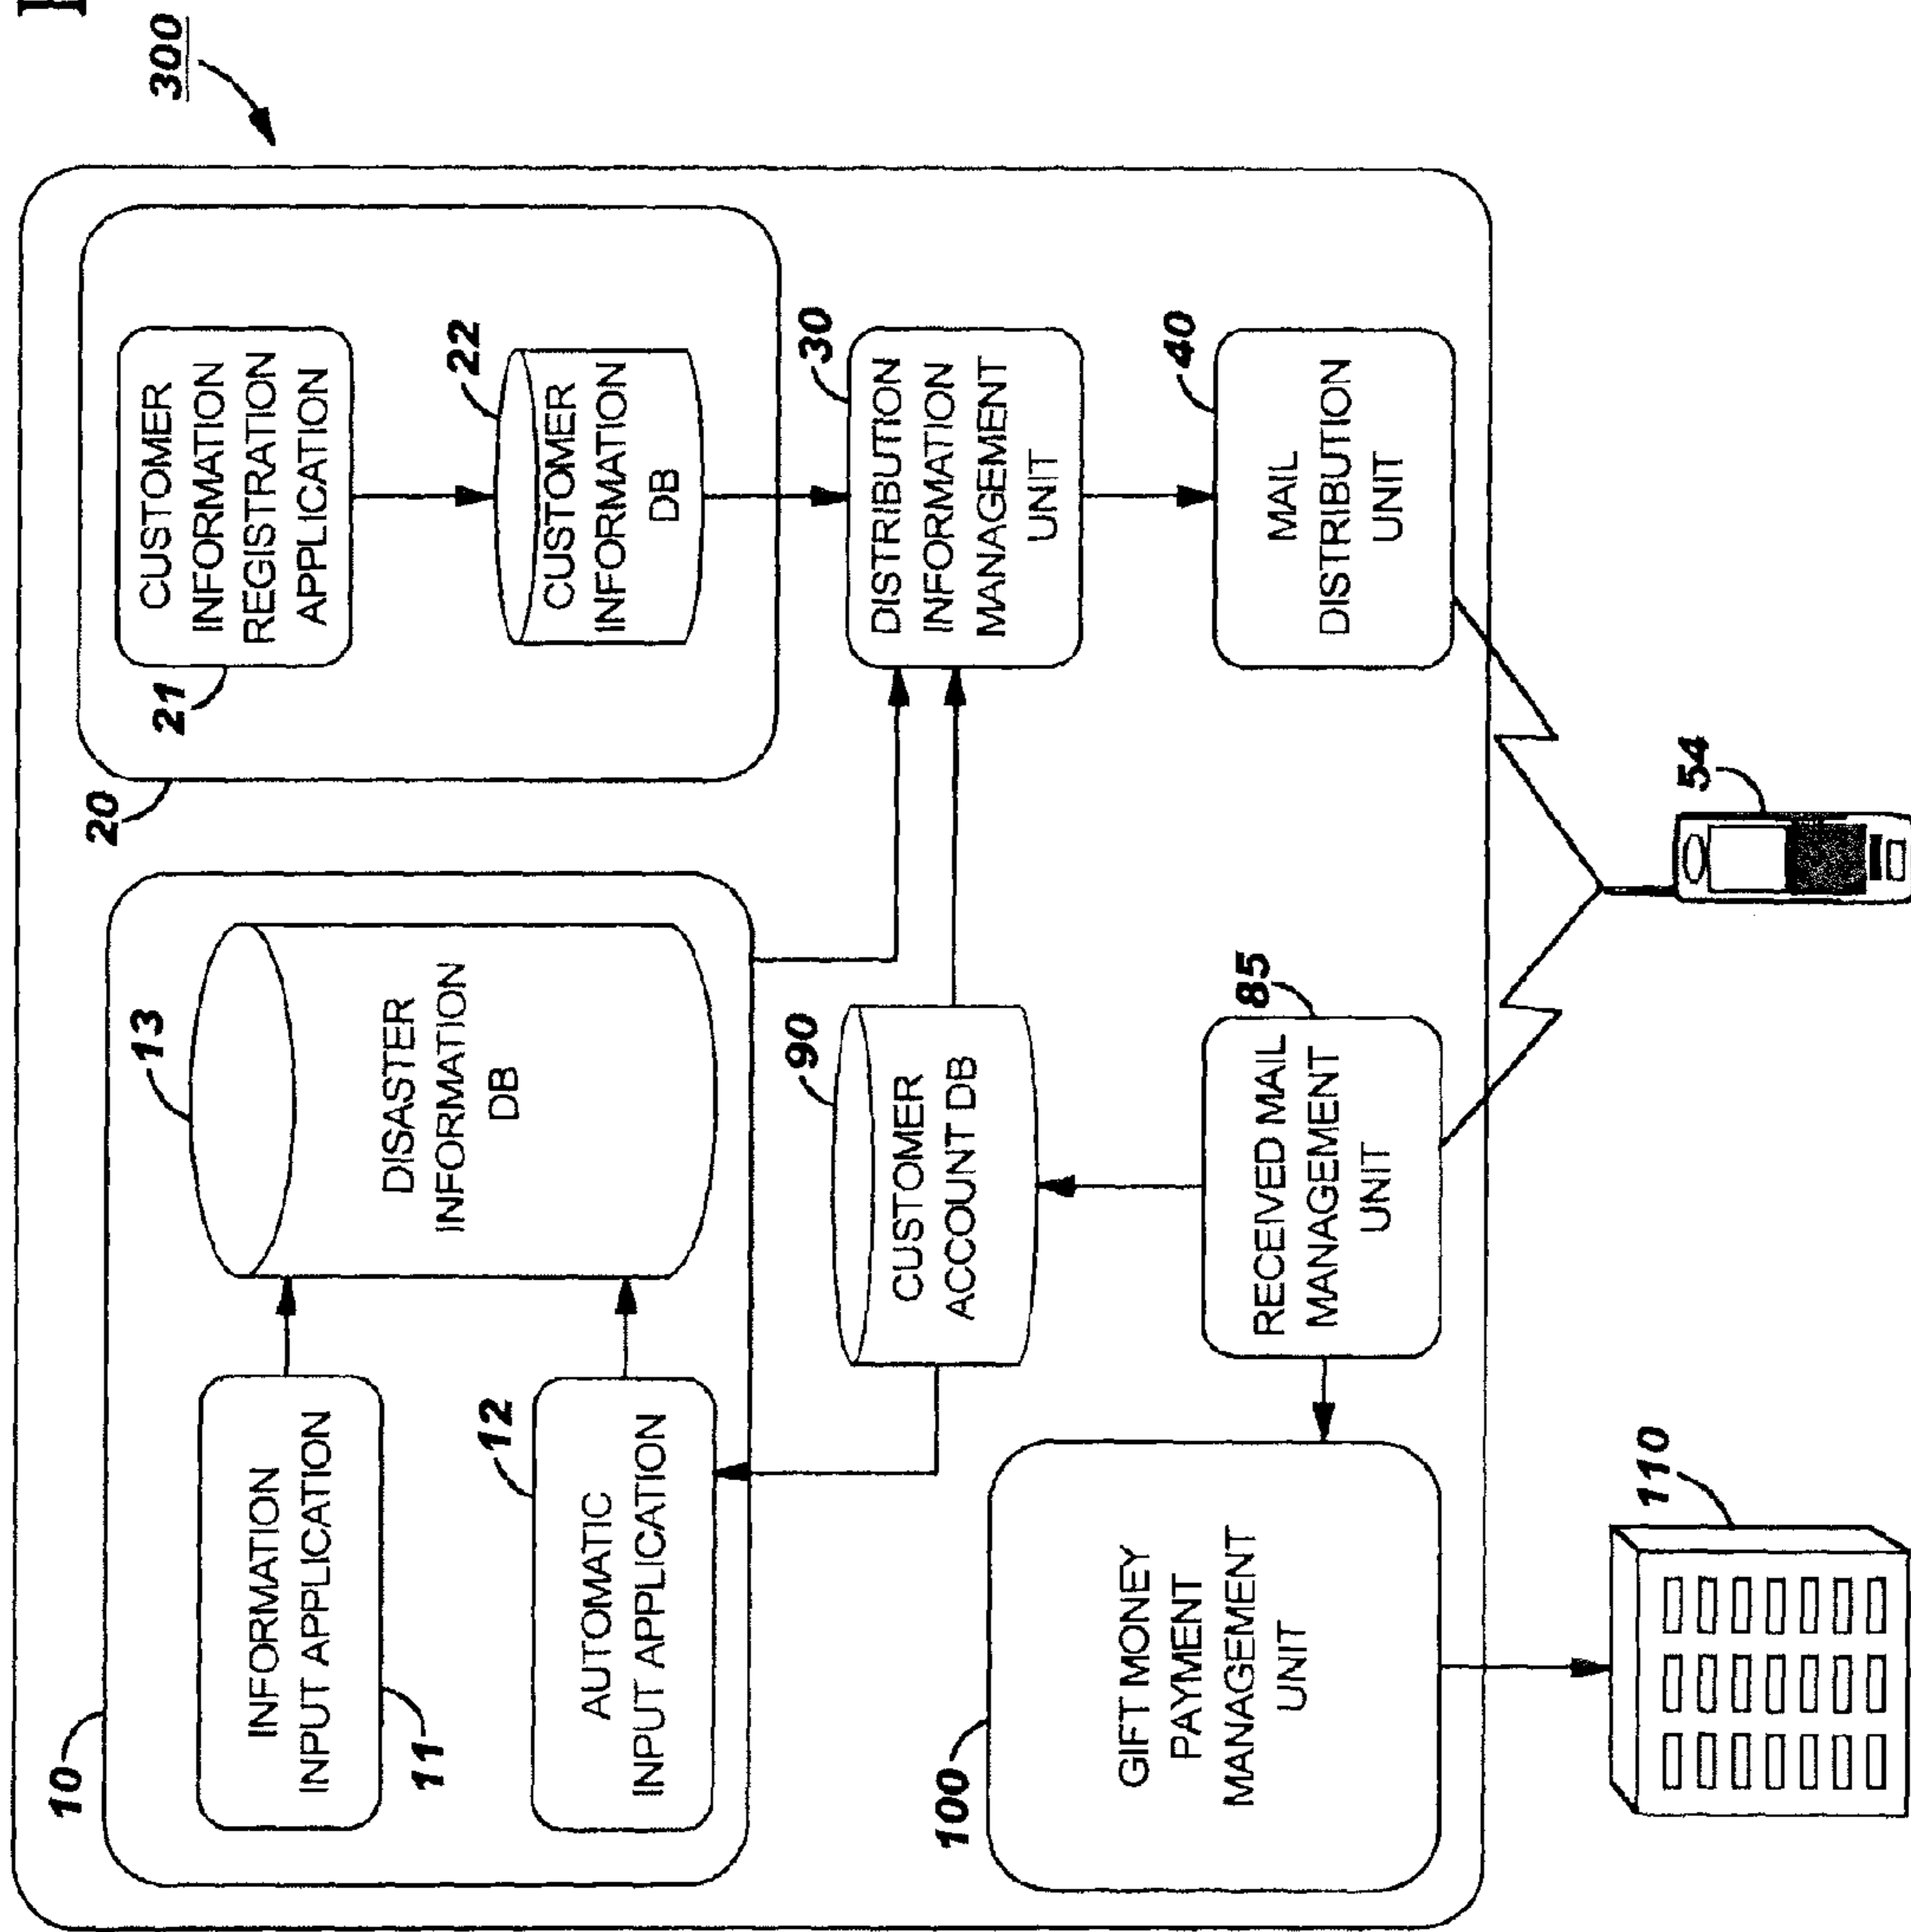 300
10
INFORMATION
INPUT APPLICATION
11
12
AUTOMATIC
INPUT APPLICATION
13
DISASTER
INFORMATION
DB
20
21
CUSTOMER
INFORMATION
REGISTRATION
APPLICATION
22
CUSTOMER
INFORMATION
DB
100
GIFT MONEY
PAYMENT
MANAGEMENT
UNIT
90
CUSTOMER
ACCOUNT DB
30
DISTRIBUTION
INFORMATION
MANAGEMENT
UNIT
85
RECEIVED MAIL
MANAGEMENT
UNIT
40
MAIL
DISTRIBUTION
UNIT
110
54